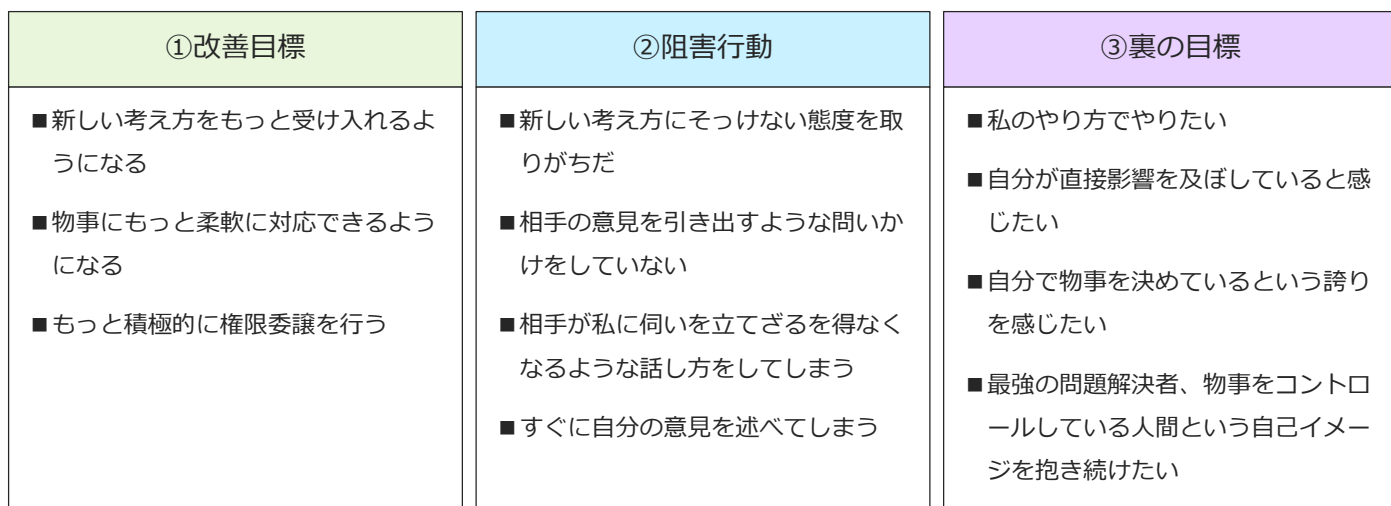 ①改善目標
■新しい考え方をもっと受け入れるよ
うになる
■物事にもっと柔軟に対応できるよう
になる
■もっと積極的に権限委譲を行う
②阻害行動
■新しい考え方にそっけない態度を取
りがちだ
■相手の意見を引き出すような問いか
けをしていない
■相手が私に伺いを立てざるを得なく
なるような話し方をしてしまう
■すぐに自分の意見を述べてしまう
③裏の目標
■私のやり方でやりたい
■自分が直接影響を及ぼしていると感
じたい
■自分で物事を決めているという誇り
を感じたい
■最強の問題解決者、物事をコントロ
ールしている人間という自己イメー
ジを抱き続けたい